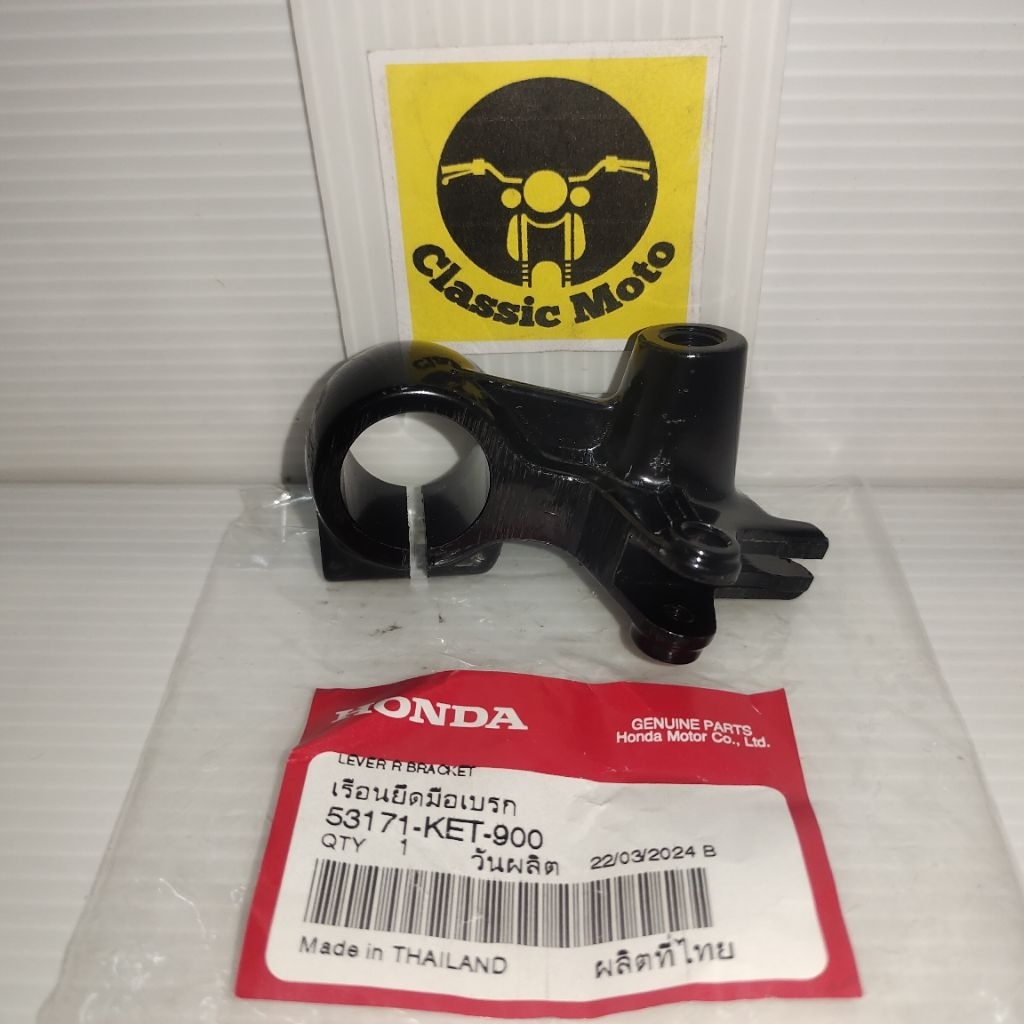 Classic Moto
HONDA
GENUINE PARTS
Honda Motor Co., Ltd.
LEVER R BRACKET
เรือนยึดมือเบรก
53171-KET-900
QTY 1 วันผลิต 22/03/2024 B
Made in THAILAND ผลิตที่ไทย